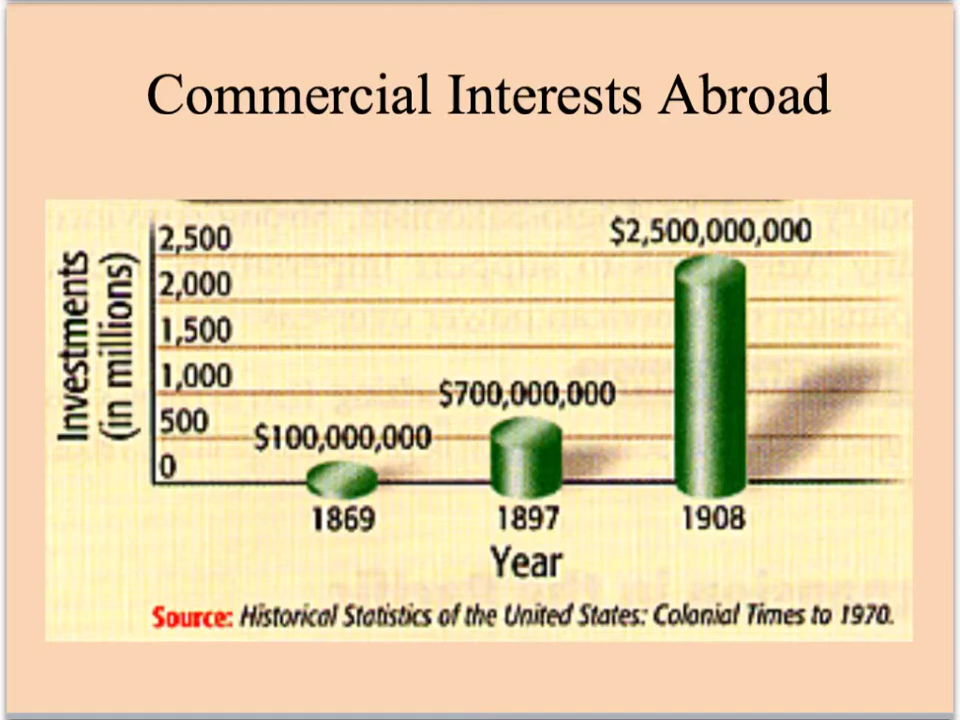 Commercial Interests Abroad
Investments
(in millions)
2,500
2,000
1,500
1,000
500
0
$100,000,000
$700,000,000
$2,500,000,000
1869
1897
1908
Year
Source: Historical Statistics of the United States: Colonial Times to 1970.